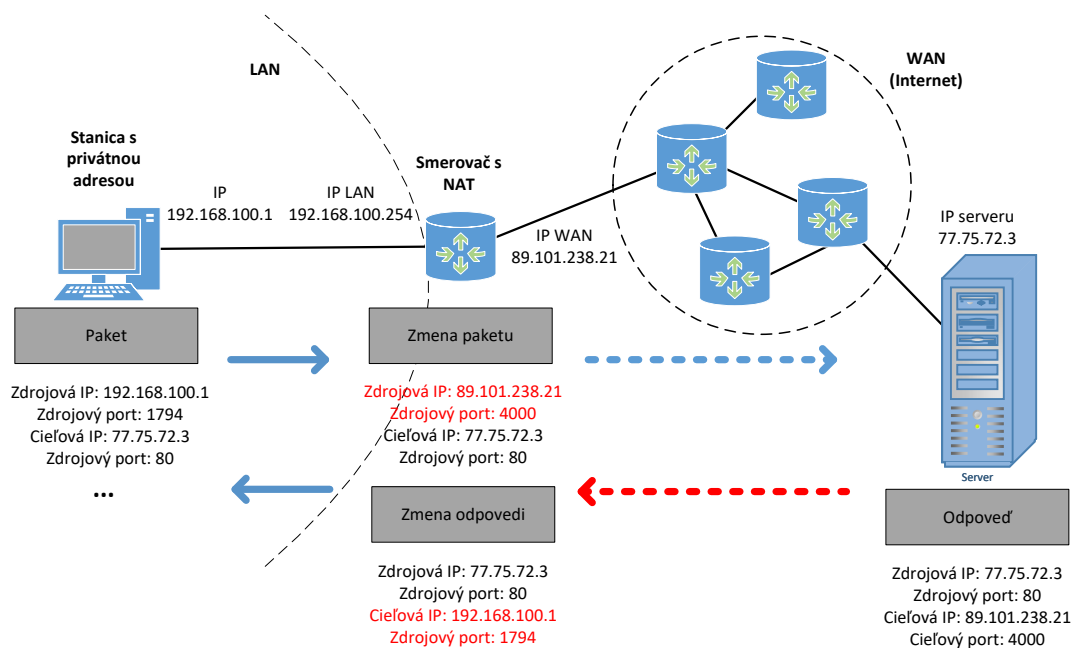 LAN
WAN
(Internet)
Stanica s
privátnou
adresou
IP
192.168.100.1
IP LAN
192.168.100.254
Smerovač s
NAT
IP WAN
89.101.238.21
IP serveru
77.75.72.3
Paket
Zdrojová IP: 192.168.100.1
Zdrojový port: 1794
Cieľová IP: 77.75.72.3
Zdrojový port: 80
...
Zmena paketu
Zdrojová IP: 89.101.238.21
Zdrojový port: 4000
Cieľová IP: 77.75.72.3
Zdrojový port: 80
Server
Zmena odpovedi
Zdrojová IP: 77.75.72.3
Zdrojový port: 80
Cieľová IP: 192.168.100.1
Zdrojový port: 1794
Odpoveď
Zdrojová IP: 77.75.72.3
Zdrojový port: 80
Cieľová IP: 89.101.238.21
Cieľový port: 4000